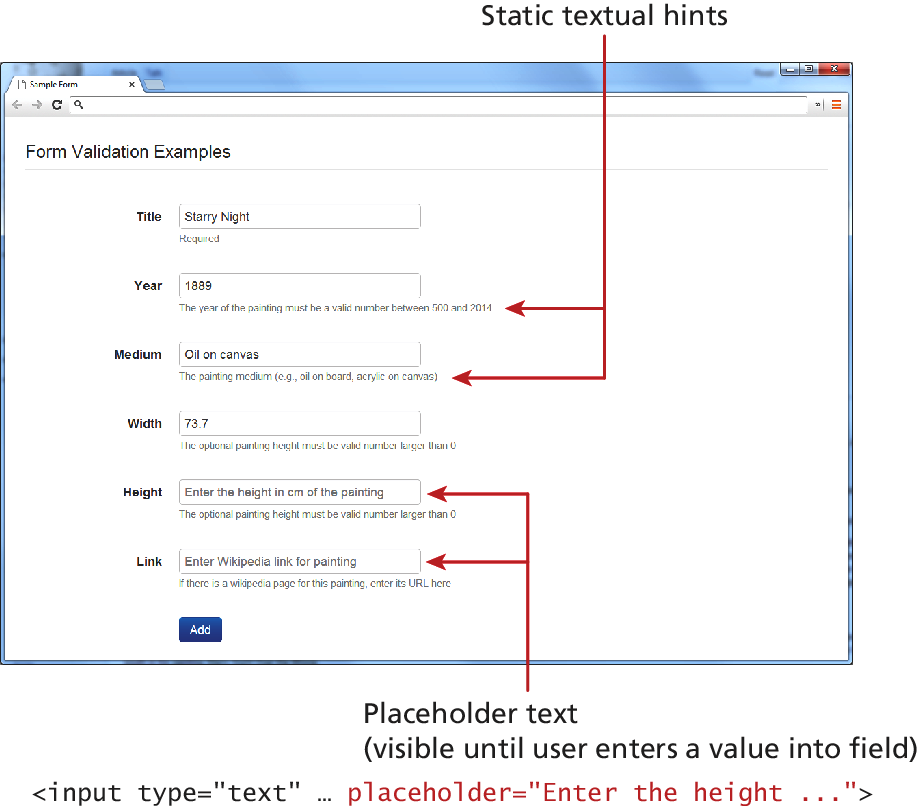 Static textual hints
Sample Form
Form Validation Examples
Title
Starry Night
Required
Year
1889
The year of the painting must be a valid number between 500 and 2014
Medium
Oil on canvas
The painting medium (e.g., oil on board, acrylic on canvas)
Width
73.7
The optional painting height must be valid number larger than 0
Height
Enter the height in cm of the painting
The optional painting height must be valid number larger than 0
Link
Enter Wikipedia link for painting
If there is a wikipedia page for this painting, enter its URL here
Add
Placeholder text
(visible until user enters a value into field)
<input type="text" … placeholder="Enter the height ...">